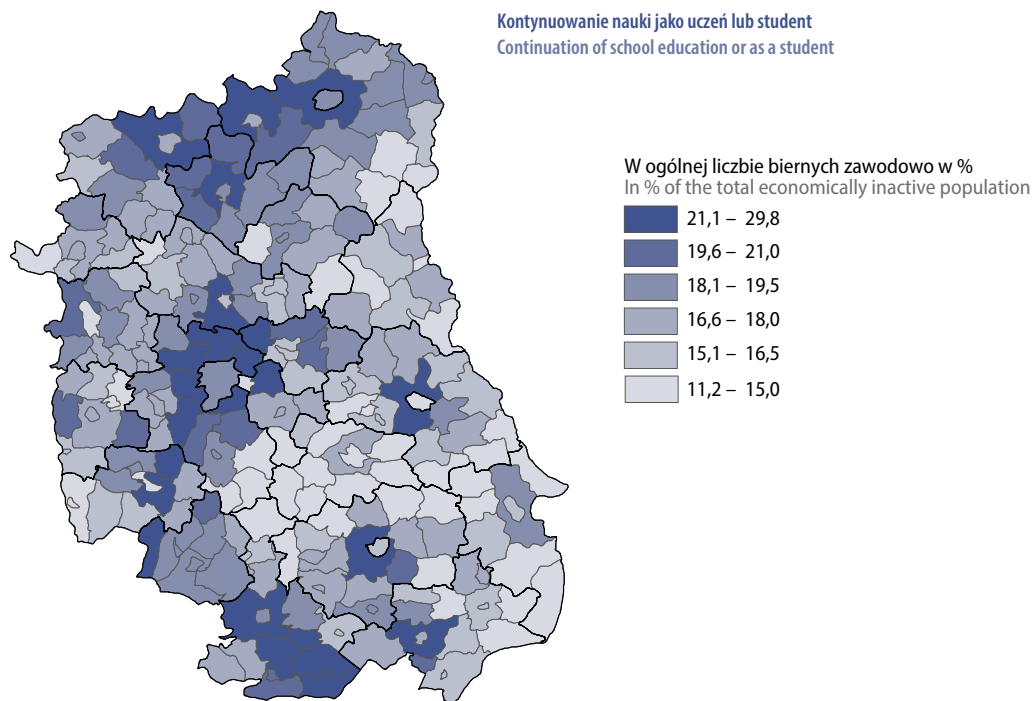 Kontynuowanie nauki jako uczeń lub student
Continuation of school education or as a student
W ogólnej liczbie biernych zawodowo w %
In % of the total economically inactive population
21,1 – 29,8
19,6 – 21,0
18,1 – 19,5
16,6 – 18,0
15,1 – 16,5
11,2 – 15,0